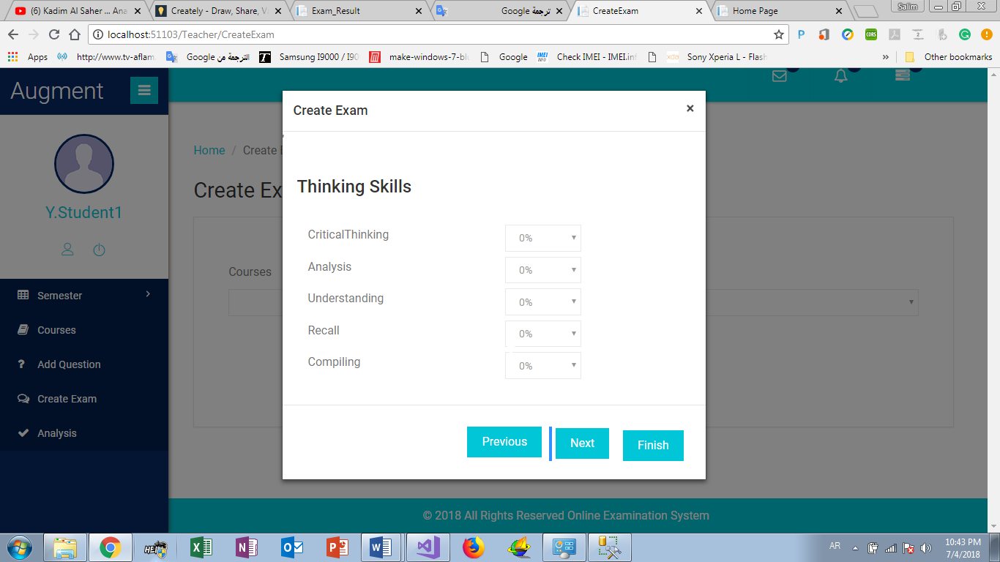 (6) Kadim Al Saher ... Ana
Creately - Draw, Share, V
Exam_Result
ترجمة Google
CreateExam
Home Page
Salim
localhost:51103/Teacher/CreateExam
Apps
http://www.tv-aflam
الترجمة من Google
Samsung I9000 / I90
make-windows-7-blu
Google
Check IMEI - IMEI.inf
Sony Xperia L - Flash
»
Other bookmarks
Augment
Create Exam
×
Home / Create E
Thinking Skills
Create Ex
Y.Student1
CriticalThinking 0%
Analysis 0%
Courses
Understanding 0%
Recall 0%
Compiling 0%
Semester
Courses
Add Question
Create Exam
Analysis
Previous
Next
Finish
© 2018 All Rights Reserved Online Examination System
AR
10:43 PM
7/4/2018